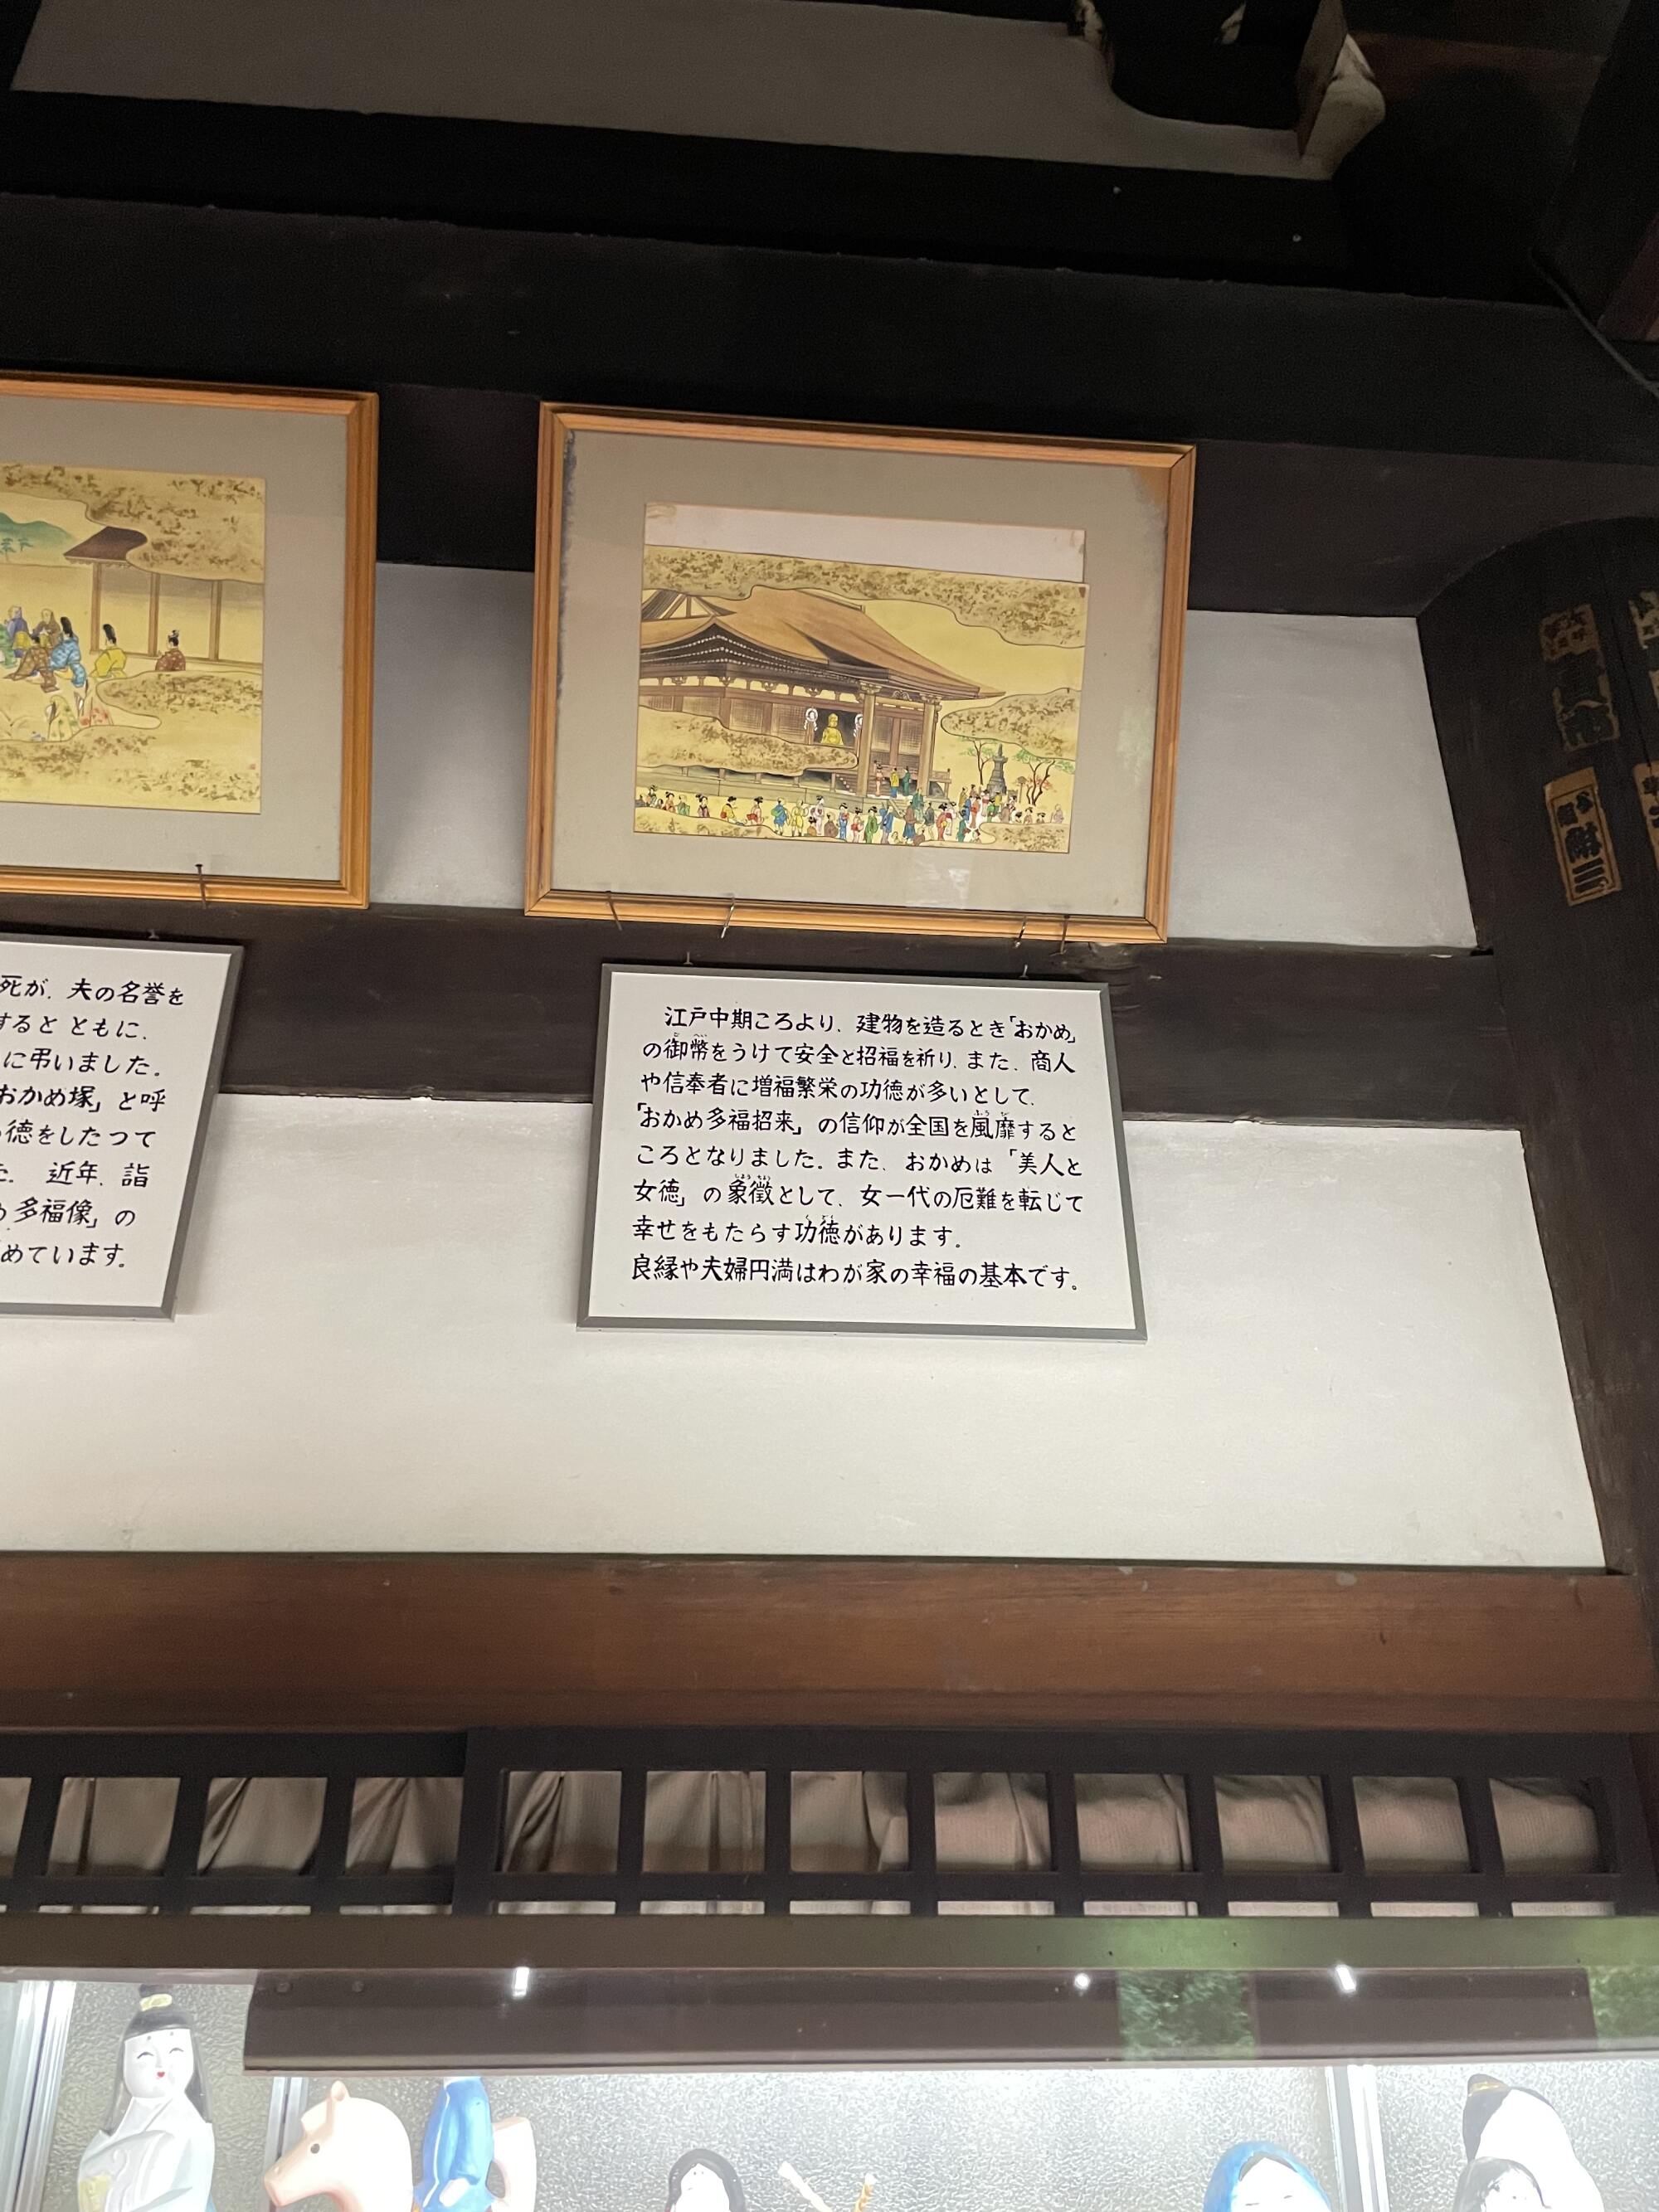 死が、夫の名誉を
するとともに、
に弔いました。
おかめ塚」と呼
徳をしたつて
近年、詣
多福像」の
めています。
江戸中期ころより、建物を造るとき「おかめ」
の御幣をうけて安全と招福を祈り、また、商人
や信奉者に増福繁栄の功徳が多いとして、
「おかめ多福招来」の信仰が全国を風靡すると
ころとなりました。また、おかめは「美人と
女徳」の象徴として、女一代の厄難を転じて
幸せをもたらす功徳があります。
良縁や夫婦円満はわが家の幸福の基本です。